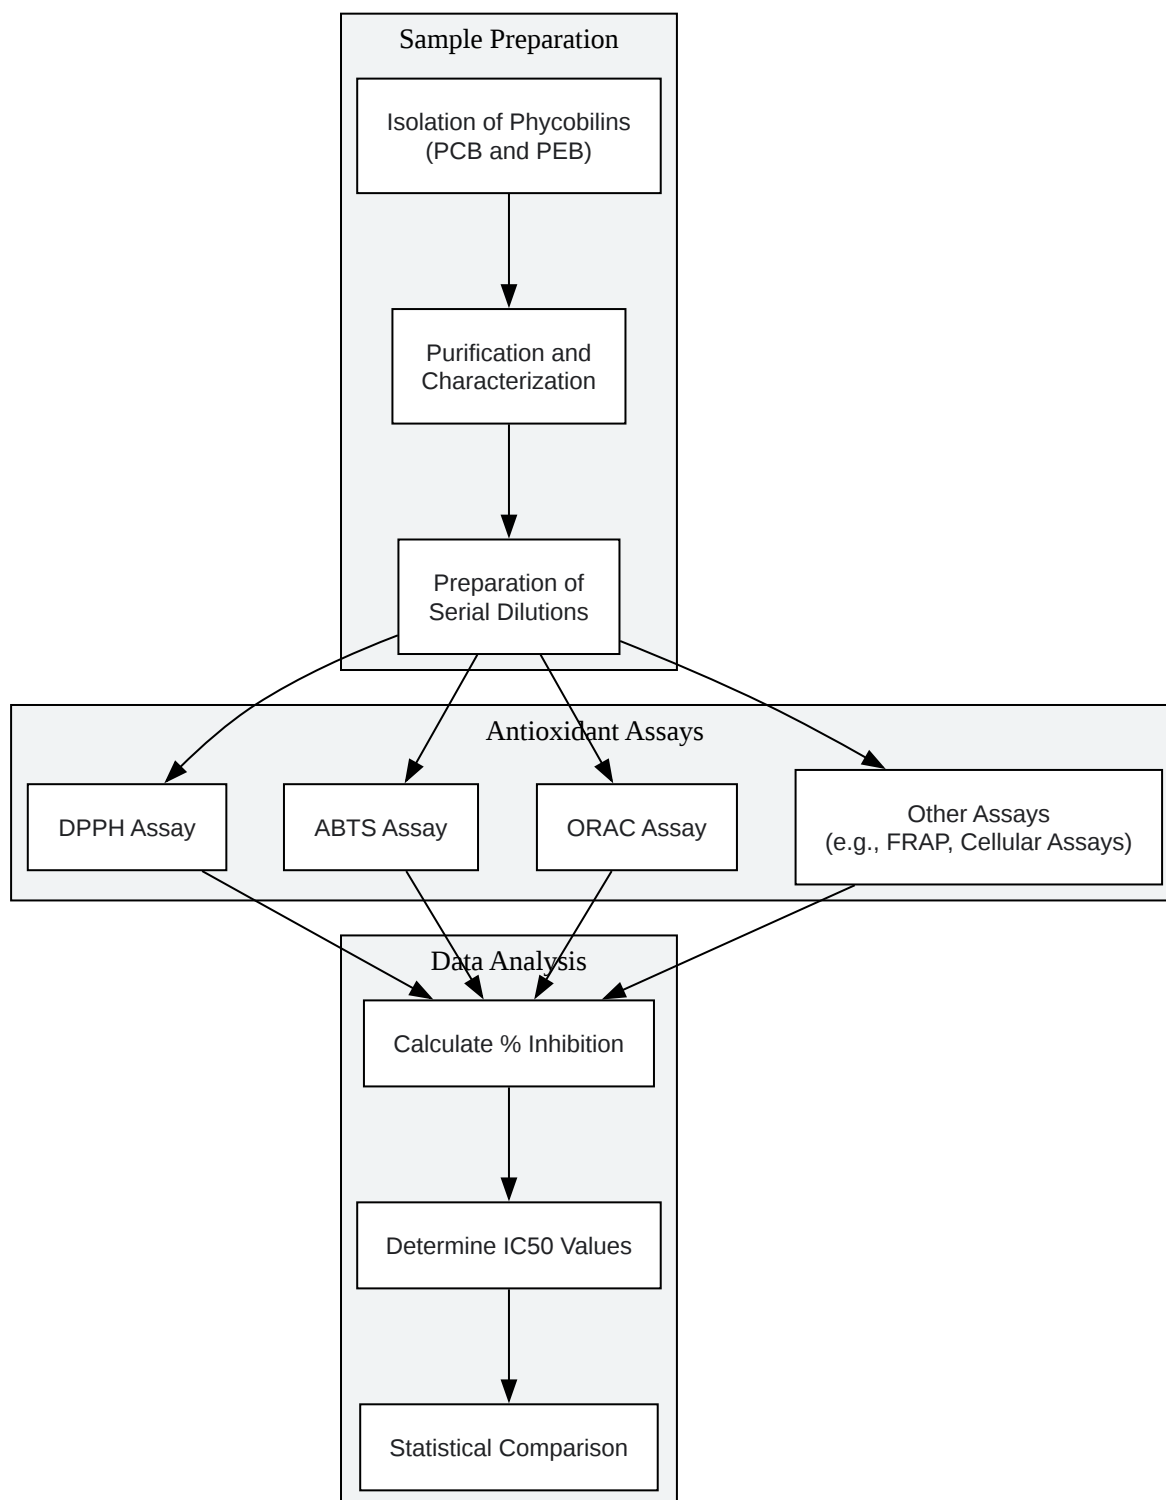 Sample Preparation
Isolation of Phycobilins
(PCB and PEB)
Purification and
Characterization
Preparation of
Serial Dilutions
Antioxidant Assays
DPPH Assay
ABTS Assay
ORAC Assay
Other Assays
(e.g., FRAP, Cellular Assays)
Data Analysis
Calculate % Inhibition
Determine IC50 Values
Statistical Comparison